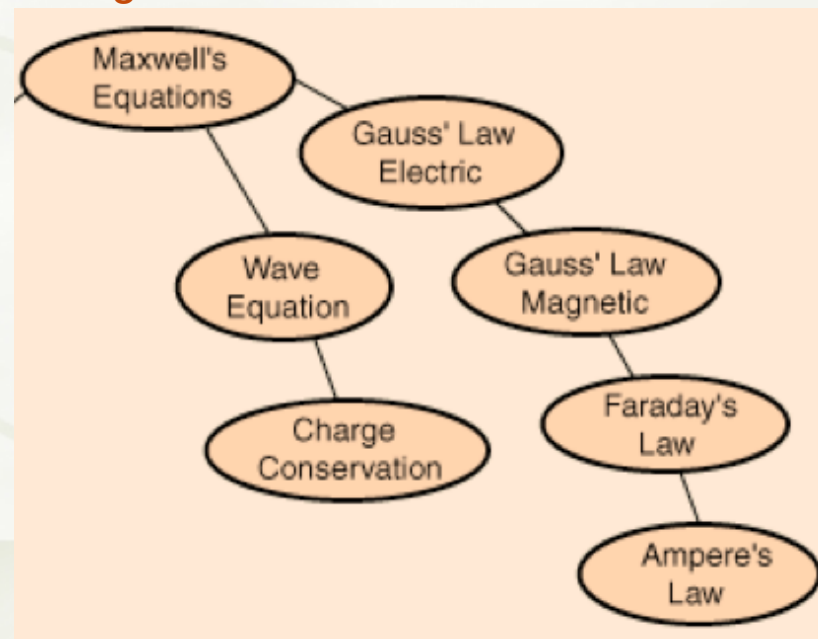 Maxwell's
Equations
Gauss' Law
Electric
Wave
Equation
Gauss' Law
Magnetic
Charge
Conservation
Faraday's
Law
Ampere's
Law